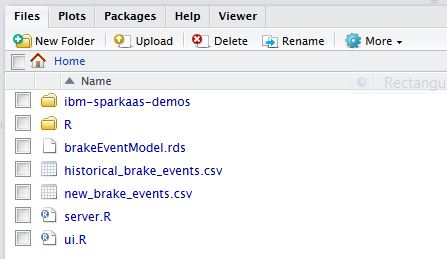 Files Plots Packages Help Viewer
New Folder Upload Delete Rename More
Home
Name
Rectangu
ibm-sparkaas-demos
R
brakeEventModel.rds
historical_brake_events.csv
new_brake_events.csv
server.R
ui.R